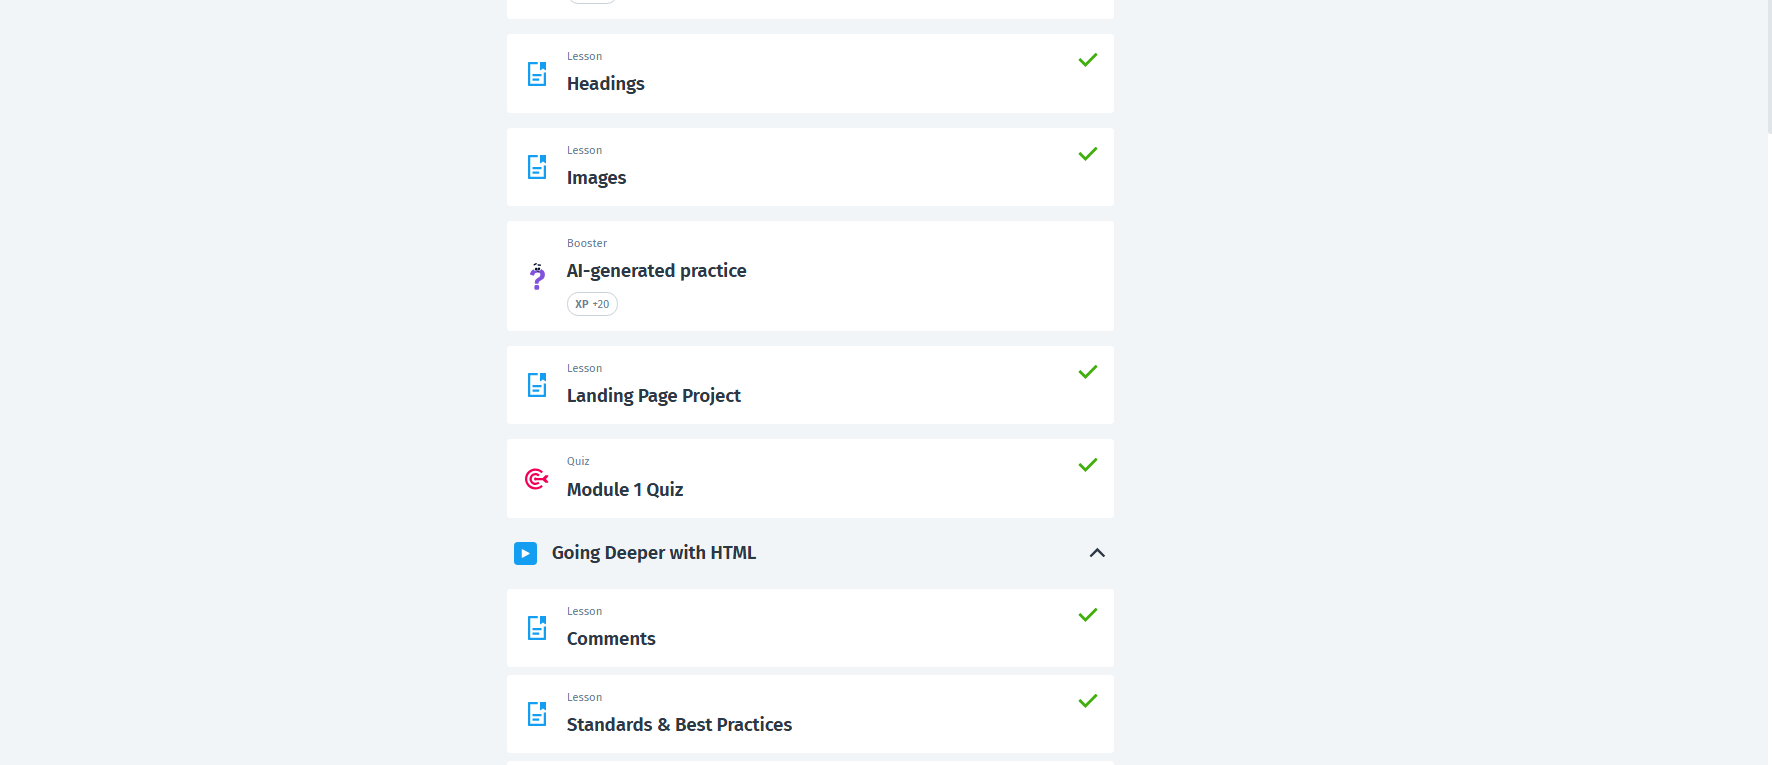 Lesson
Headings
Lesson
Images
Booster
AI-generated practice
XP +20
Lesson
Landing Page Project
Quiz
Module 1 Quiz
Going Deeper with HTML
Lesson
Comments
Lesson
Standards & Best Practices